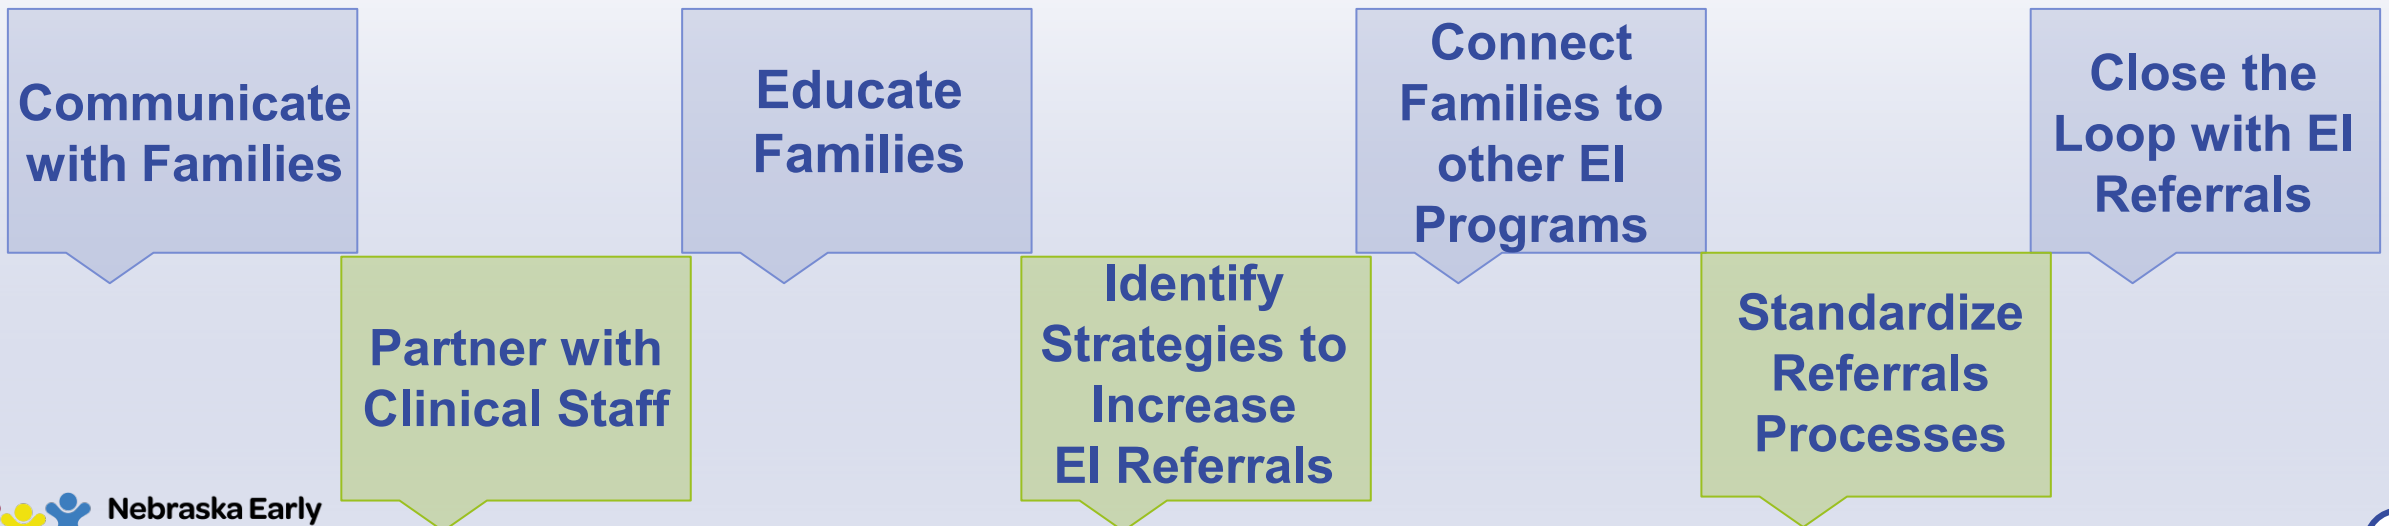 Communicate
with Families
Partner with
Clinical Staff
Educate
Families
Identify
Strategies to
Increase
EI Referrals
Connect
Families to
other EI
Programs
Standardize
Referrals
Processes
Close the
Loop with EI
Referrals
Nebraska Early